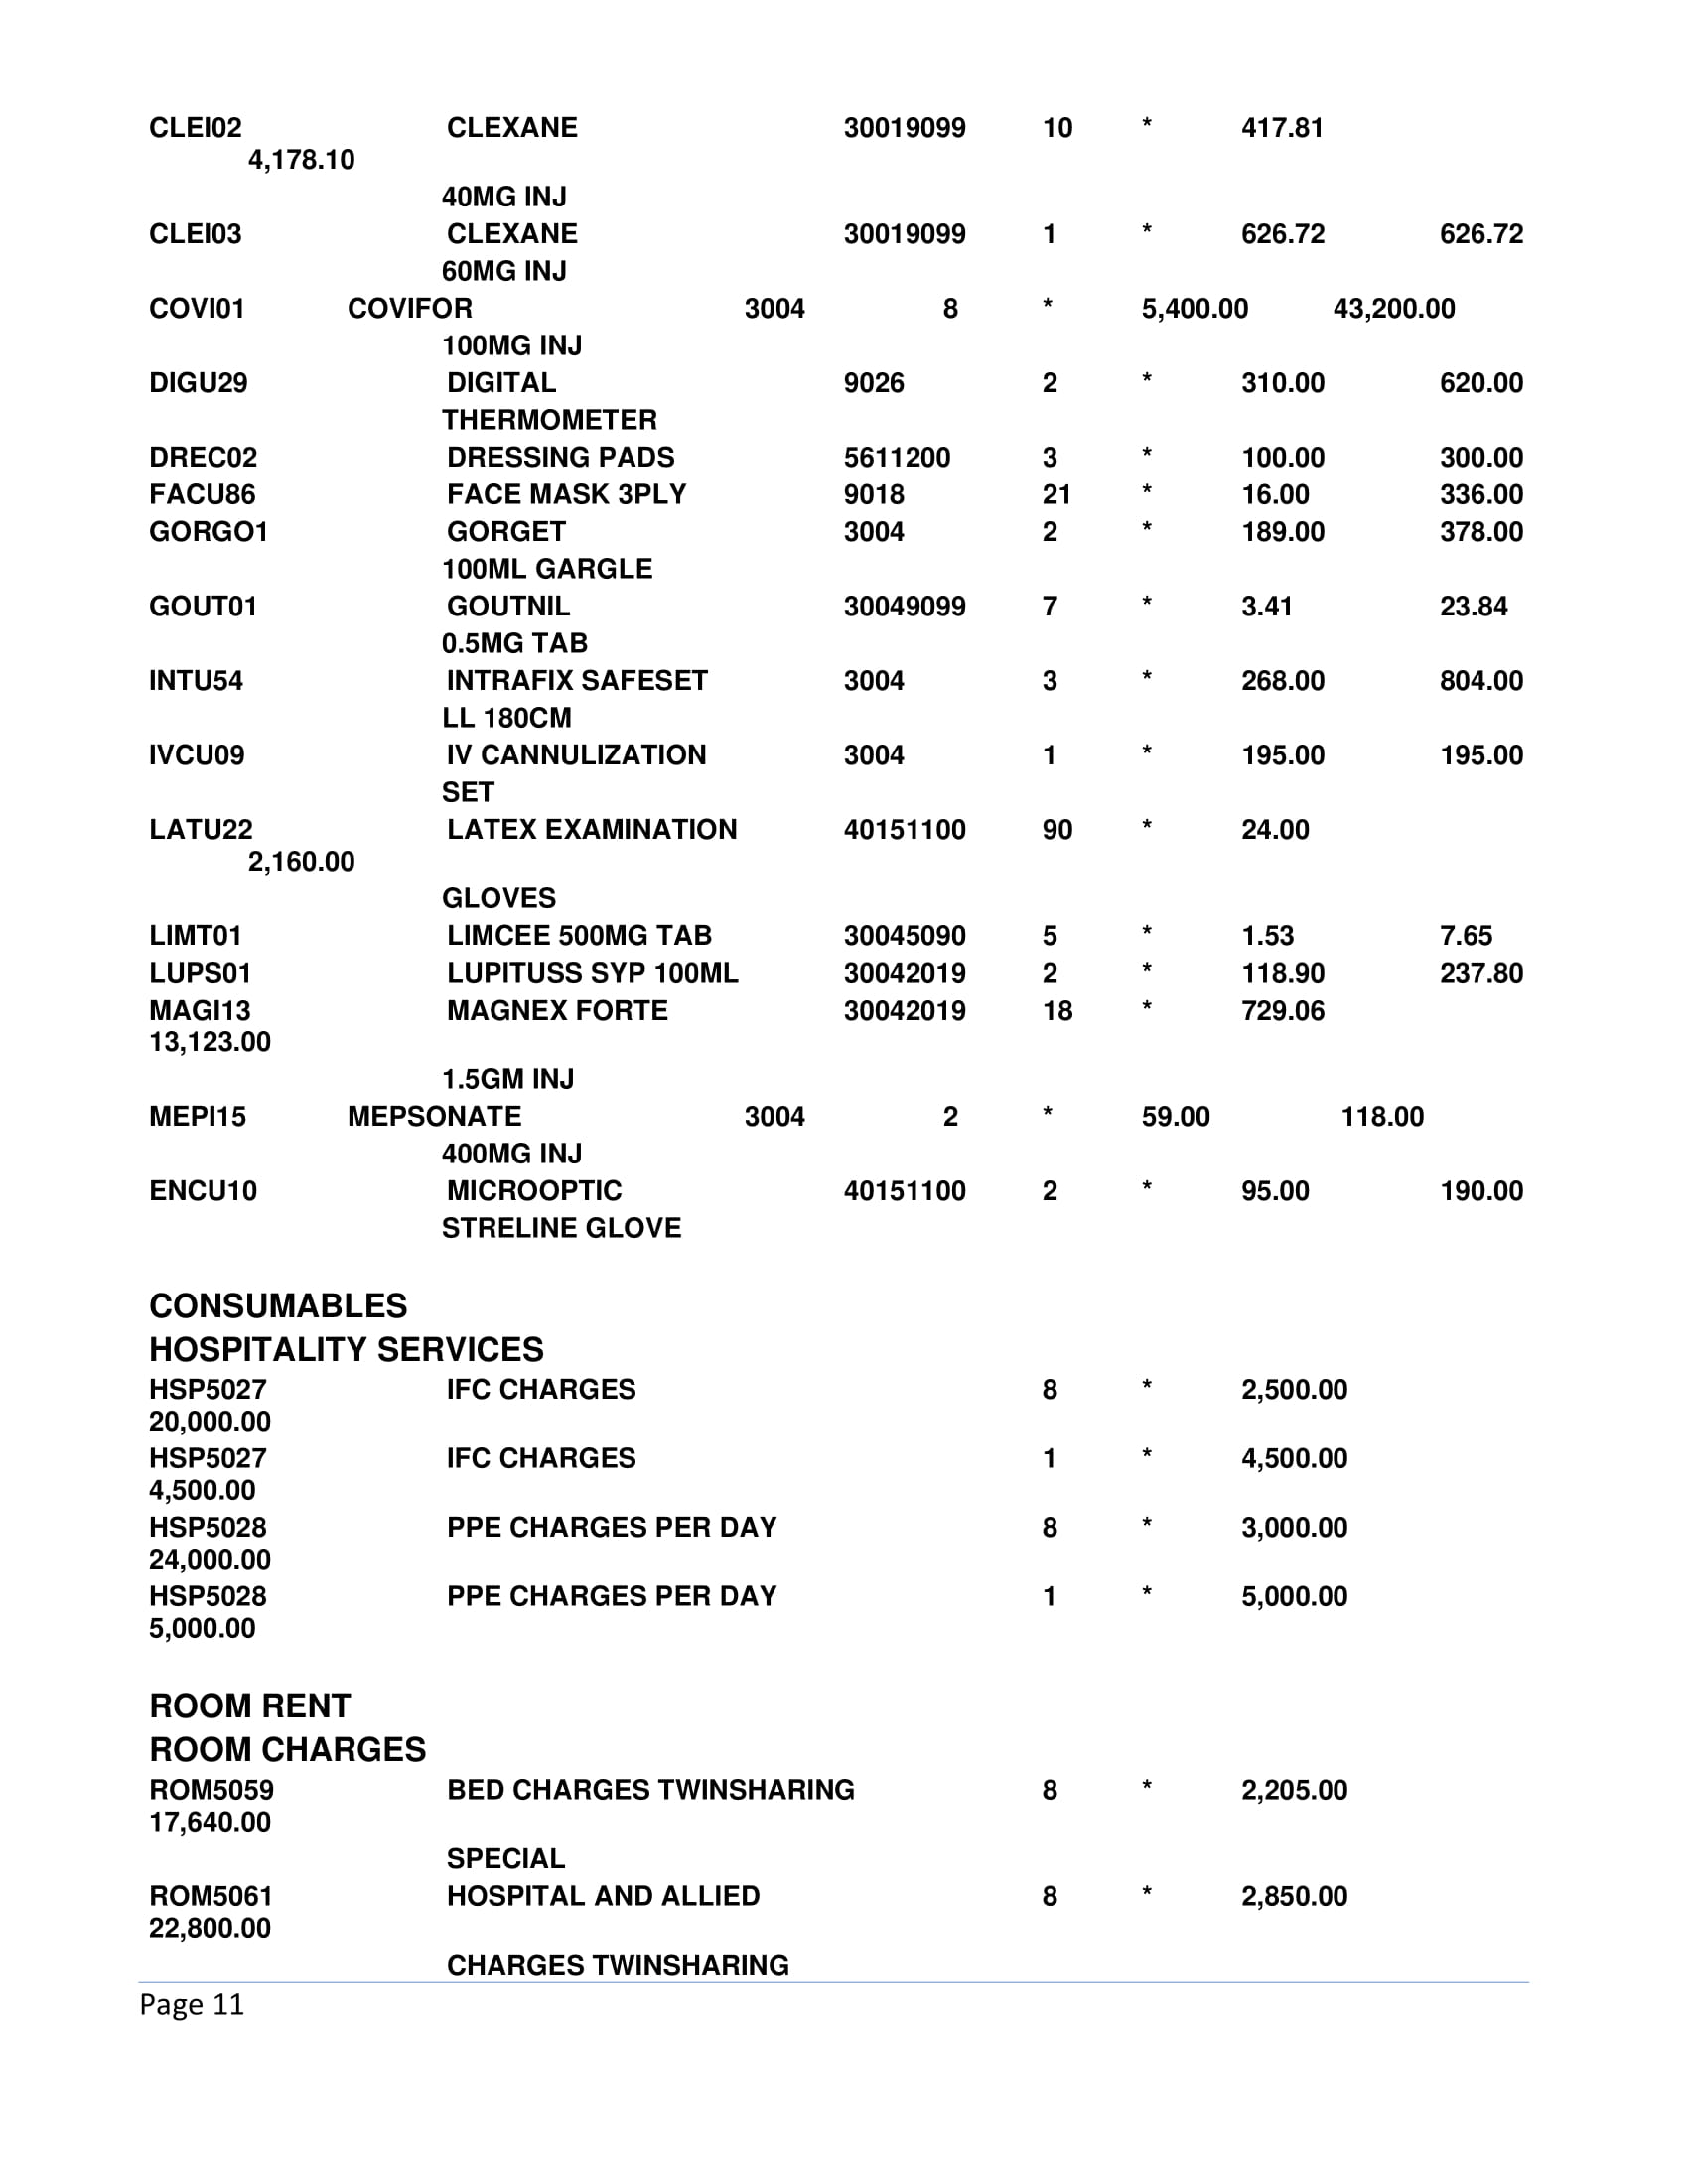 CLEI02 CLEXANE 30019099 10 * 417.81
4,178.10
40MG INJ
CLEI03 CLEXANE 30019099 1 * 626.72 626.72
60MG INJ
COVI01 COVIFOR 3004 8 * 5,400.00 43,200.00
100MG INJ
DIGU29 DIGITAL 9026 2 * 310.00 620.00
THERMOMETER
DREC02 DRESSING PADS 5611200 3 * 100.00 300.00
FACU86 FACE MASK 3PLY 9018 21 * 16.00 336.00
GORGO1 GORGET 3004 2 * 189.00 378.00
100ML GARGLE
GOUT01 GOUTNIL 30049099 7 * 3.41 23.84
0.5MG TAB
INTU54 INTRAFIX SAFESET 3004 3 * 268.00 804.00
LL 180CM
IVCU09 IV CANNULIZATION 3004 1 * 195.00 195.00
SET
LATU22 LATEX EXAMINATION 40151100 90 * 24.00
2,160.00
GLOVES
LIMT01 LIMCEE 500MG TAB 30045090 5 * 1.53 7.65
LUPS01 LUPITUSS SYP 100ML 30042019 2 * 118.90 237.80
MAGI13 MAGNEX FORTE 30042019 18 * 729.06
13,123.00
1.5GM INJ
MEPI15 MEPSONATE 3004 2 * 59.00 118.00
400MG INJ
ENCU10 MICROOPTIC 40151100 2 * 95.00 190.00
STRELINE GLOVE
CONSUMABLES
HOSPITALITY SERVICES
HSP5027 IFC CHARGES 8 * 2,500.00
20,000.00
HSP5027 IFC CHARGES 1 * 4,500.00
4,500.00
HSP5028 PPE CHARGES PER DAY 8 * 3,000.00
24,000.00
HSP5028 PPE CHARGES PER DAY 1 * 5,000.00
5,000.00
ROOM RENT
ROOM CHARGES
ROM5059 BED CHARGES TWINSHARING 8 * 2,205.00
17,640.00
SPECIAL
ROM5061 HOSPITAL AND ALLIED 8 * 2,850.00
22,800.00
CHARGES TWINSHARING
Page 11